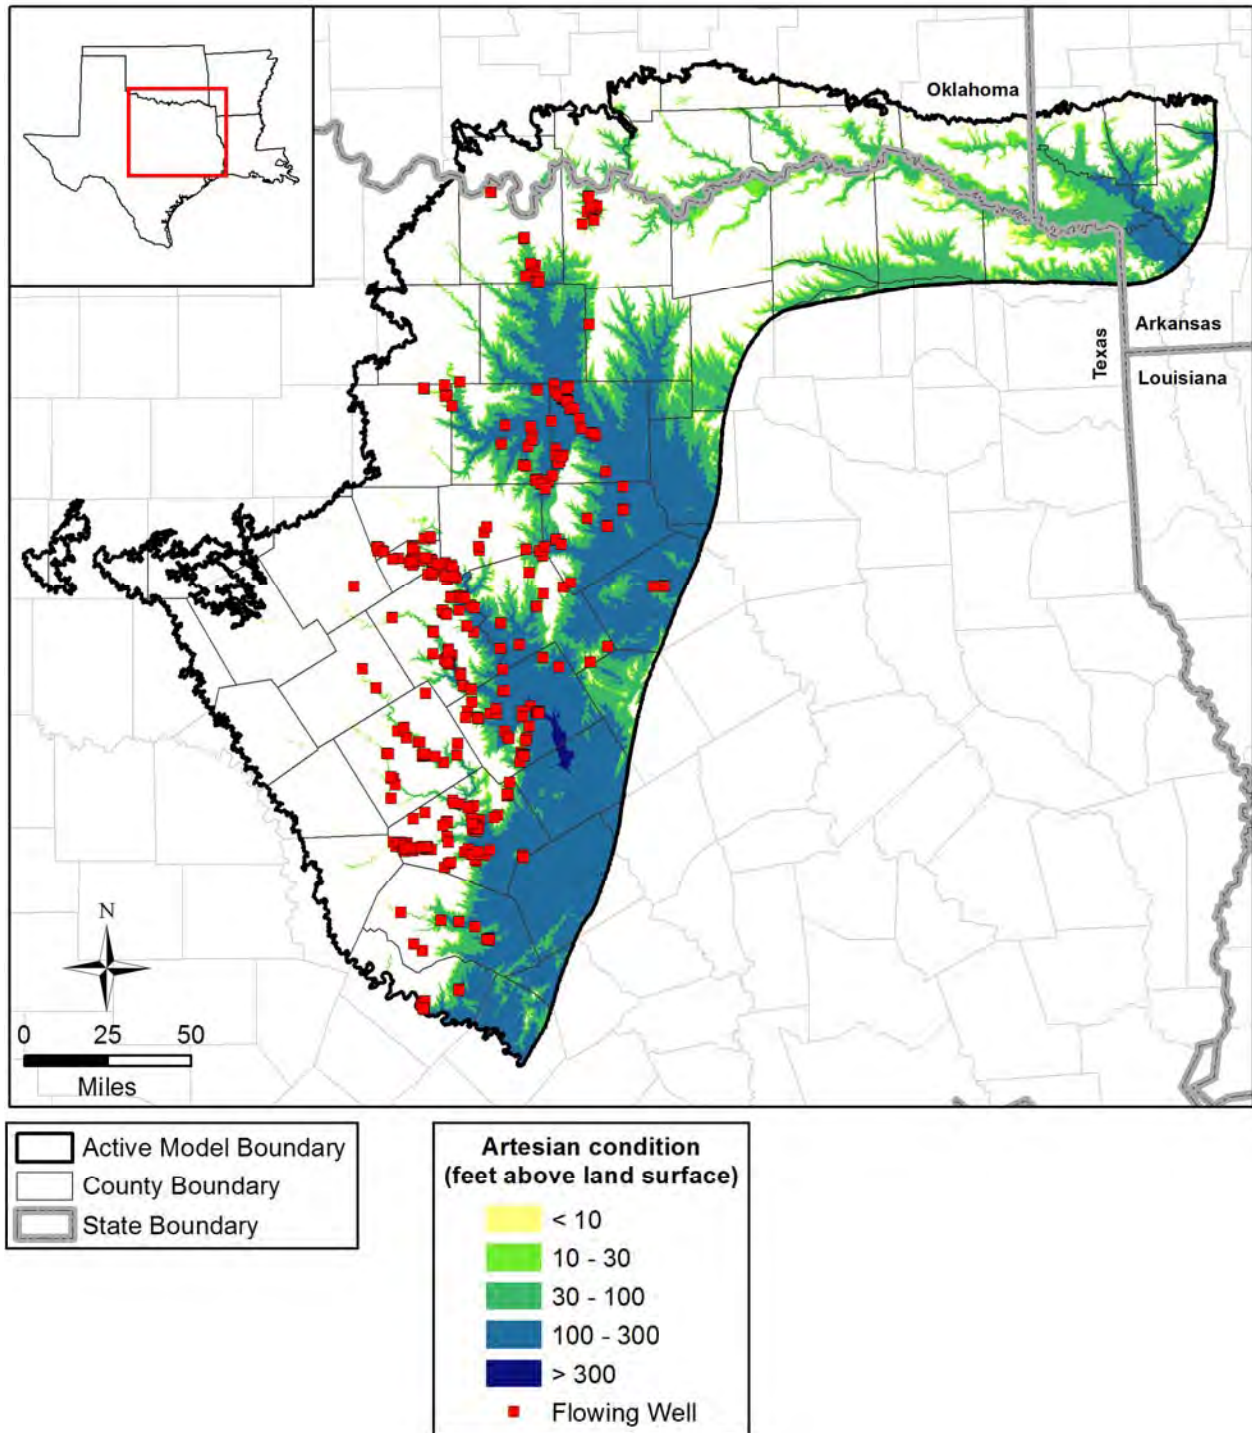 Oklahoma
Texas
Arkansas
Louisiana
N
0 25 50
Miles
Active Model Boundary
County Boundary
State Boundary
Artesian condition
(feet above land surface)
< 10
10 - 30
30 - 100
100 - 300
> 300
Flowing Well